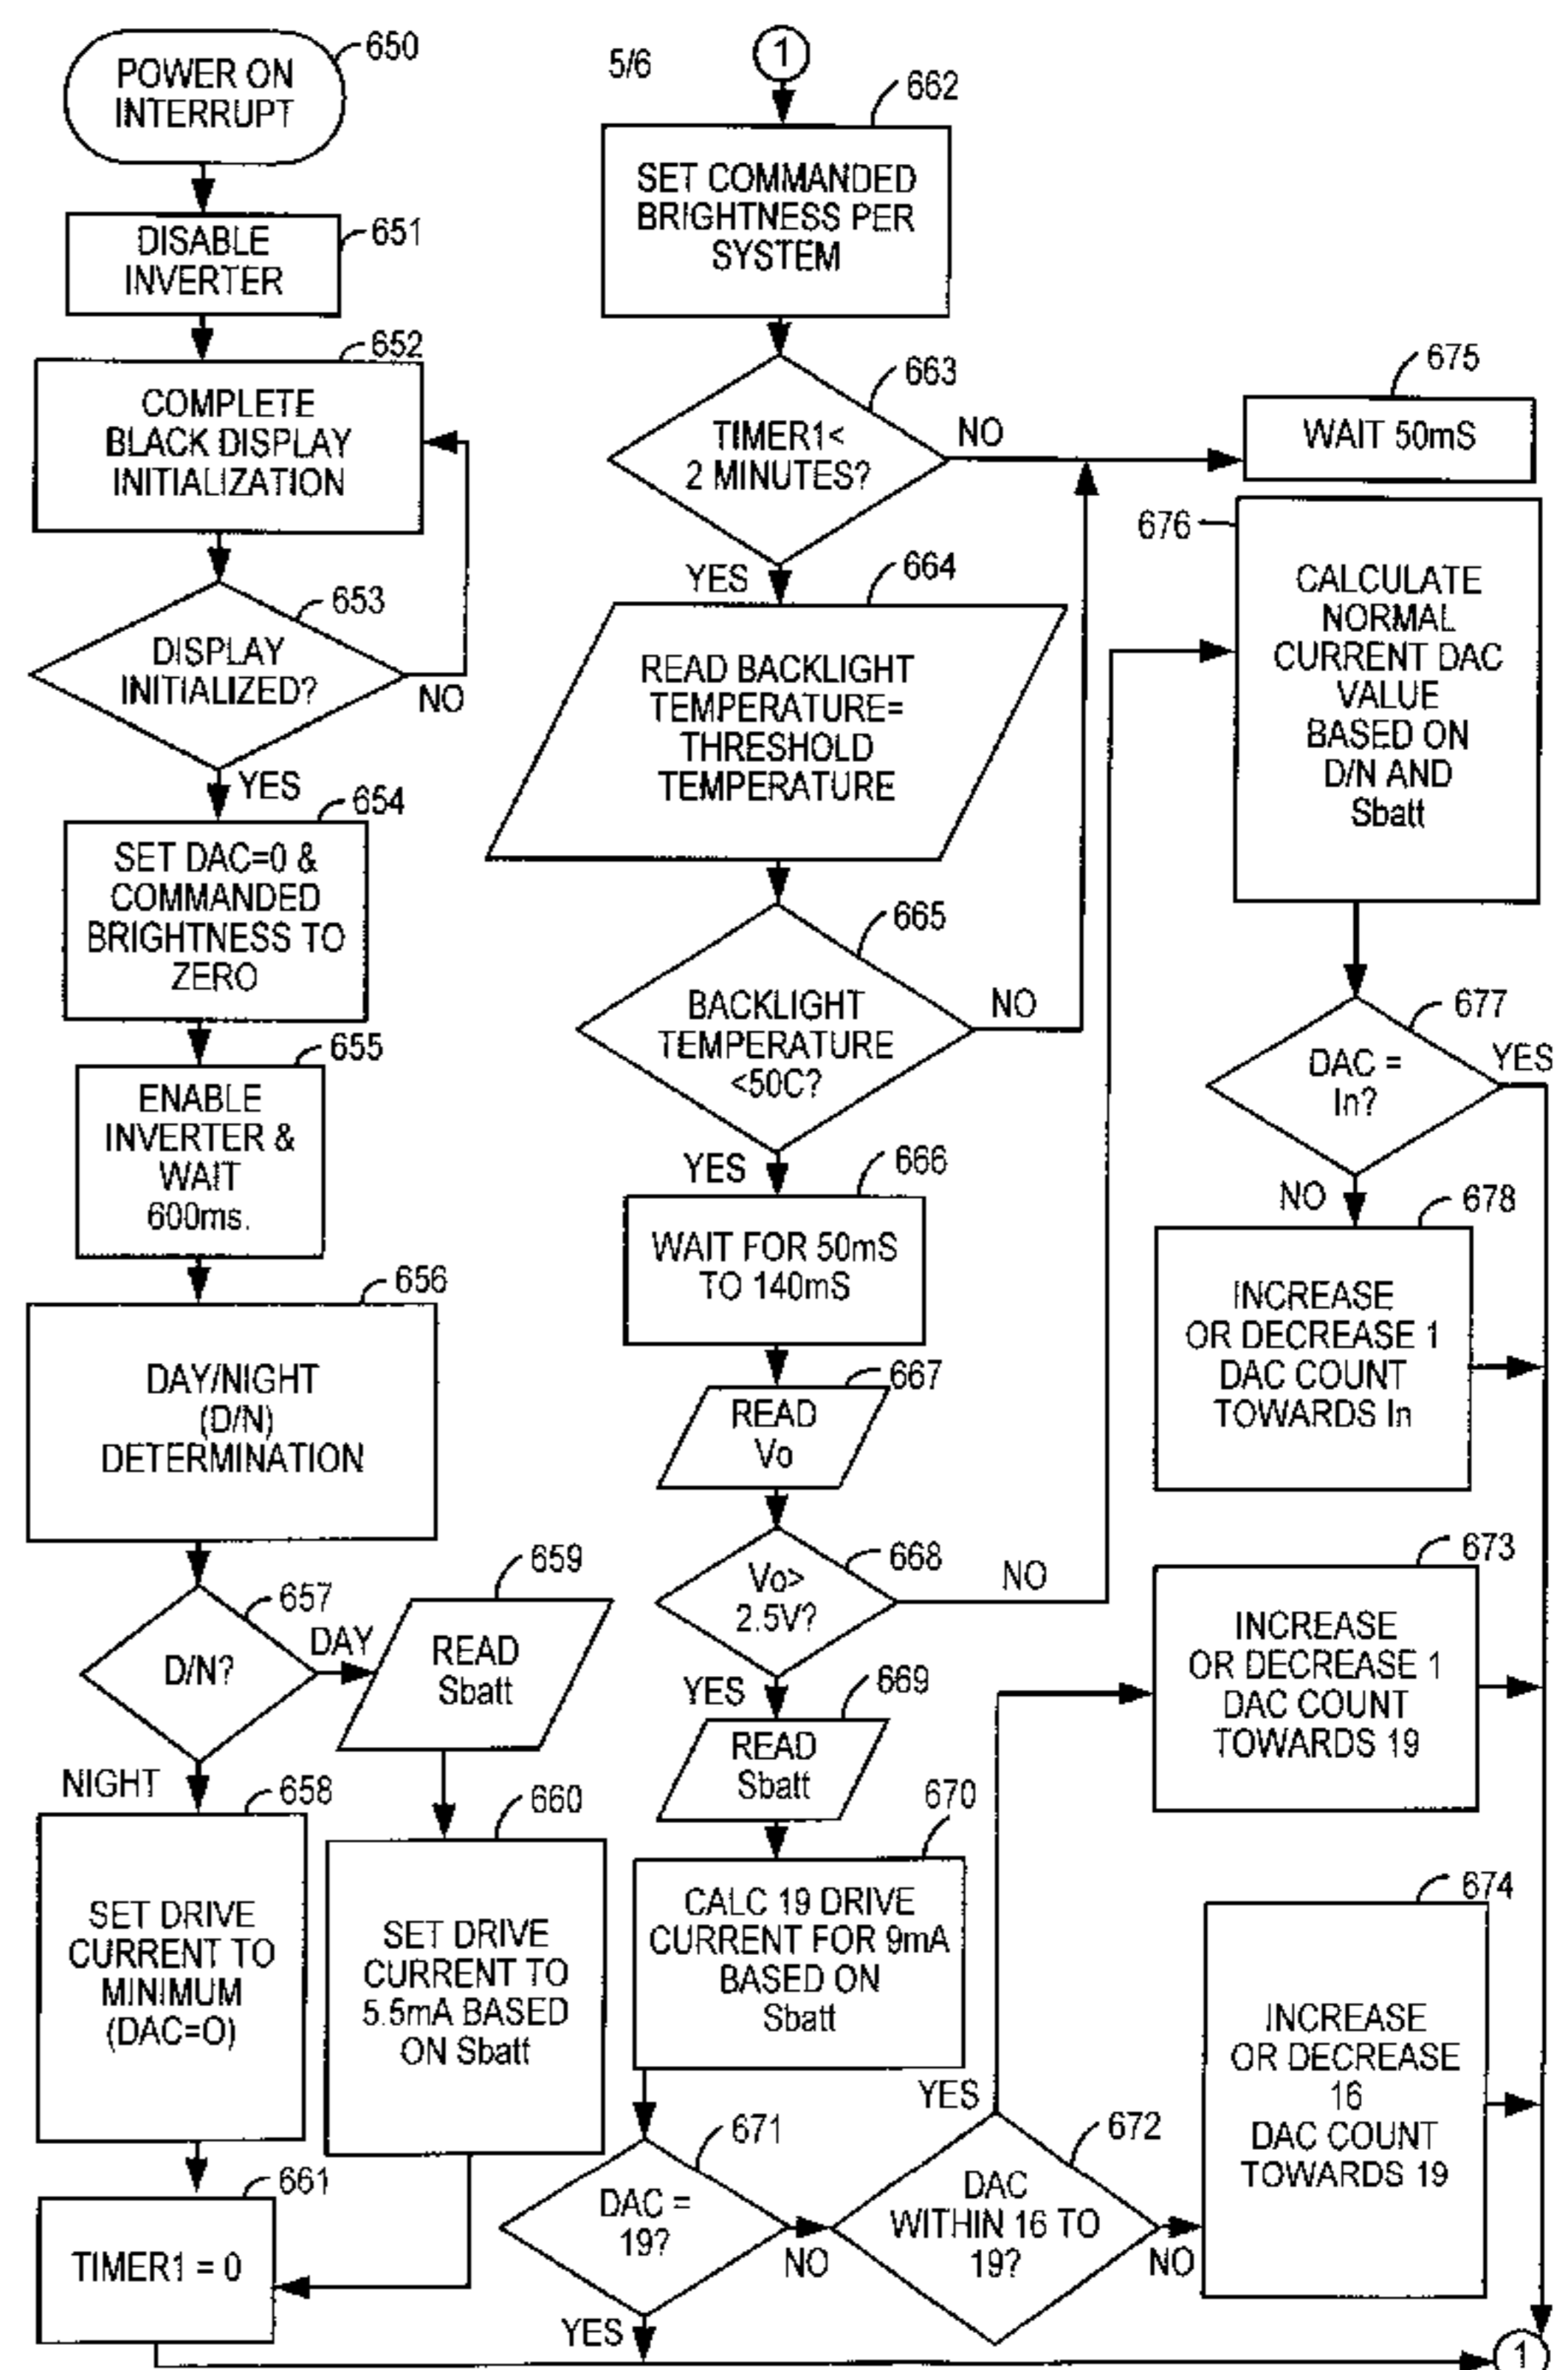 POWER ON
INTERRUPT
650
DISABLE
INVERTER
651
652
COMPLETE
BLACK DISPLAY
INITIALIZATION
653
DISPLAY
INITIALIZED?
NO
YES
654
SET DAC=0 &
COMMANDED
BRIGHTNESS TO
ZERO
655
ENABLE
INVERTER &
WAIT
600ms.
656
DAY/NIGHT
(D/N)
DETERMINATION
657
D/N?
DAY
659
READ
Sbatt
NIGHT
658
SET DRIVE
CURRENT TO
MINIMUM
(DAC=O)
660
SET DRIVE
CURRENT TO
5.5mA BASED
ON Sbatt
661
TIMER1 = 0
5/6
1
662
SET COMMANDED
BRIGHTNESS PER
SYSTEM
663
TIMER1<
2 MINUTES?
NO
YES
664
READ BACKLIGHT
TEMPERATURE=
THRESHOLD
TEMPERATURE
665
BACKLIGHT
TEMPERATURE
<50C?
NO
YES
666
WAIT FOR 50mS
TO 140mS
667
READ
Vo
668
Vo>
2.5V?
NO
YES
669
READ
Sbatt
670
CALC 19 DRIVE
CURRENT FOR 9mA
BASED ON
Sbatt
671
DAC =
19?
NO
YES
672
DAC
WITHIN 16 TO
19?
YES
NO
675
WAIT 50mS
676
CALCULATE
NORMAL
CURRENT DAC
VALUE
BASED ON
D/N AND
Sbatt
677
DAC =
In?
YES
NO
678
INCREASE
OR DECREASE 1
DAC COUNT
TOWARDS In
673
INCREASE
OR DECREASE 1
DAC COUNT
TOWARDS 19
674
INCREASE
OR DECREASE
16
DAC COUNT
TOWARDS 19
1